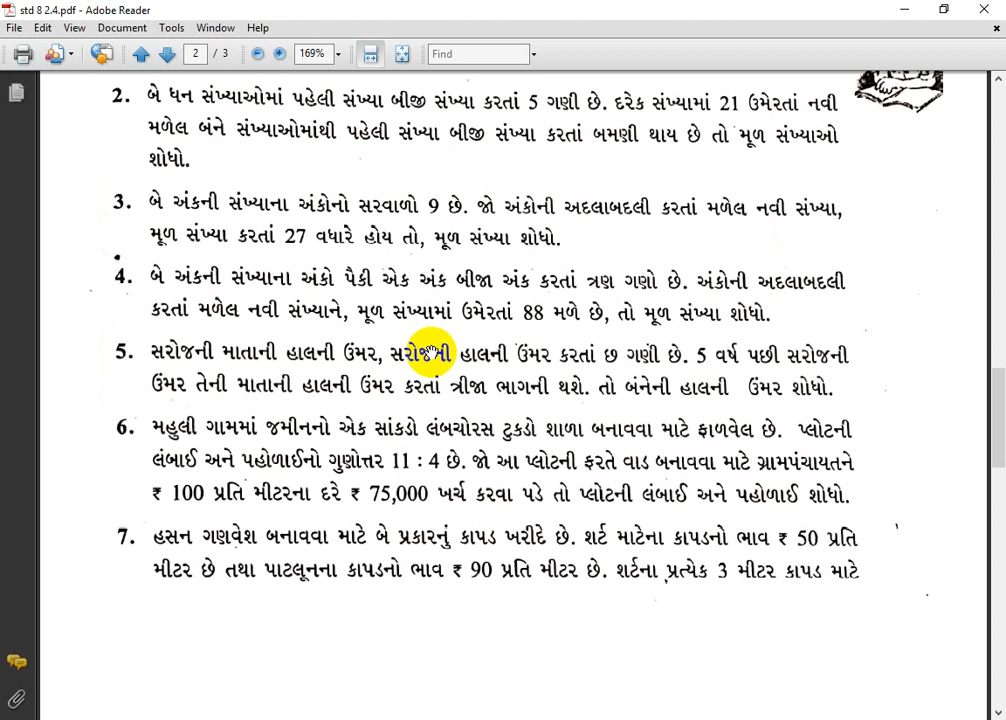 std 8 2.4.pdf - Adobe Reader
File Edit View Document Tools Window Help
2 / 3 169% Find
2. બે ધન સંખ્યાઓમાં પહેલી સંખ્યા બીજી સંખ્યા કરતાં 5 ગણી છે. દરેક સંખ્યામાં 21 ઉમેરતાં નવી
મળેલ બંને સંખ્યાઓમાંથી પહેલી સંખ્યા બીજી સંખ્યા કરતાં બમણી થાય છે તો મૂળ સંખ્યાઓ
શોધો.
3. બે અંકની સંખ્યાના અંકોનો સરવાળો 9 છે. જો અંકોની અદલાબદલી કરતાં મળેલ નવી સંખ્યા,
મૂળ સંખ્યા કરતાં 27 વધારે હોય તો, મૂળ સંખ્યા શોધો.
4. બે અંકની સંખ્યાના અંકો પૈકી એક અંક બીજા અંક કરતાં ત્રણ ગણો છે. અંકોની અદલાબદલી
કરતાં મળેલ નવી સંખ્યાને, મૂળ સંખ્યામાં ઉમેરતાં 88 મળે છે, તો મૂળ સંખ્યા શોધો.
5. સરોજની માતાની હાલની ઉંમર, સરોજની હાલની ઉંમર કરતાં છ ગણી છે. 5 વર્ષ પછી સરોજની
ઉંમર તેની માતાની હાલની ઉંમર કરતાં ત્રીજા ભાગની થશે. તો બંનેની હાલની ઉંમર શોધો.
6. મહુલી ગામમાં જમીનનો એક સાંકડો લંબચોરસ ટુકડો શાળા બનાવવા માટે ફાળવેલ છે. પ્લોટની
લંબાઈ અને પહોળાઈનો ગુણોત્તર 11 : 4 છે. જો આ પ્લોટની ફરતે વાડ બનાવવા માટે ગ્રામપંચાયતને
₹ 100 પ્રતિ મીટરના દરે ₹ 75,000 ખર્ચ કરવા પડે તો પ્લોટની લંબાઈ અને પહોળાઈ શોધો.
7. હસન ગણવેશ બનાવવા માટે બે પ્રકારનું કાપડ ખરીદે છે. શર્ટ માટેના કાપડનો ભાવ ₹ 50 પ્રતિ
મીટર છે તથા પાટલૂનના કાપડનો ભાવ ₹ 90 પ્રતિ મીટર છે. શર્ટના પ્રત્યેક 3 મીટર કાપડ માટે